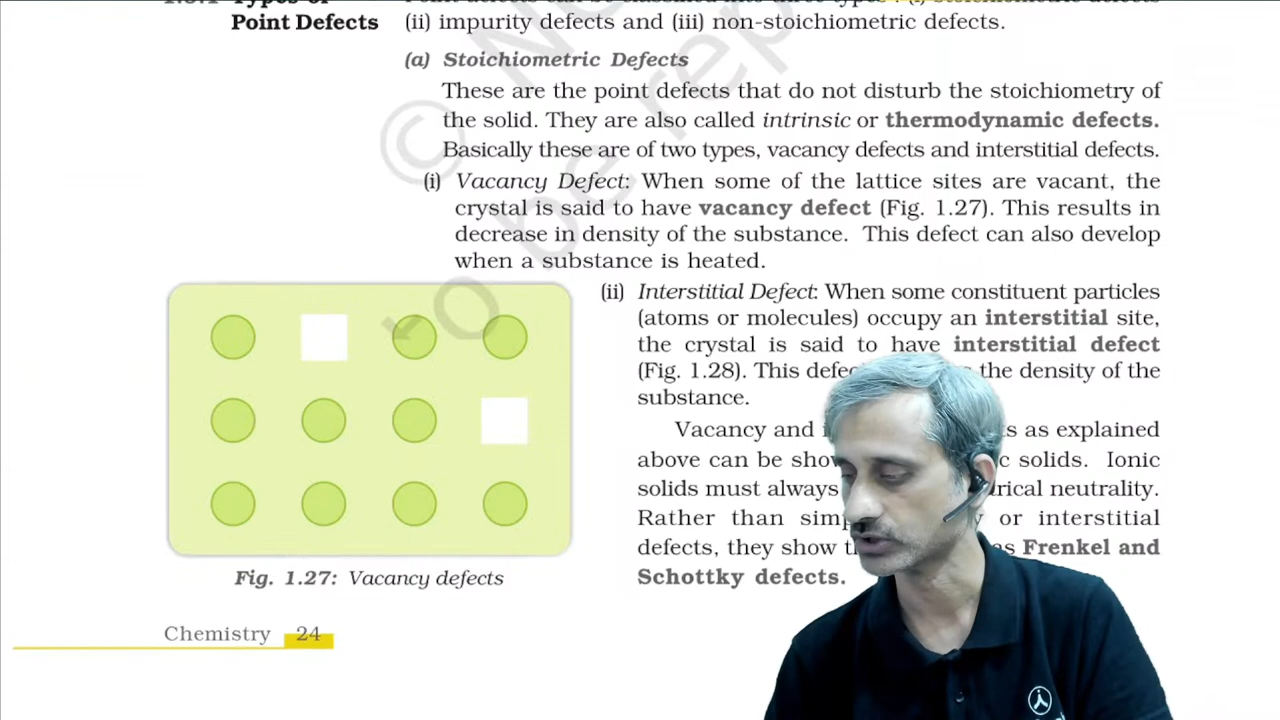 Point Defects
(ii) impurity defects and (iii) non-stoichiometric defects.
(a) Stoichiometric Defects
These are the point defects that do not disturb the stoichiometry of
the solid. They are also called intrinsic or thermodynamic defects.
Basically these are of two types, vacancy defects and interstitial defects.
(i) Vacancy Defect: When some of the lattice sites are vacant, the
crystal is said to have vacancy defect (Fig. 1.27). This results in
decrease in density of the substance. This defect can also develop
when a substance is heated.
(ii) Interstitial Defect: When some constituent particles
(atoms or molecules) occupy an interstitial site,
the crystal is said to have interstitial defect
(Fig. 1.28). This the density of the
substance.
Vacancy and as explained
above can be solids. Ionic
solids must always neutrality.
Rather than or interstitial
defects, they show Frenkel and
Schottky defects.
Fig. 1.27: Vacancy defects
Chemistry 24
© to be